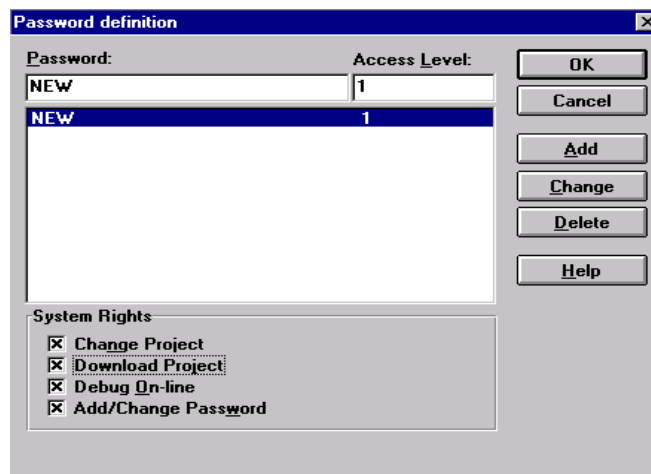 Password definition
Password: Access Level:
NEW 1
NEW 1
OK
Cancel
Add
Change
Delete
Help
System Rights
Change Project
Download Project
Debug On-line
Add/Change Password